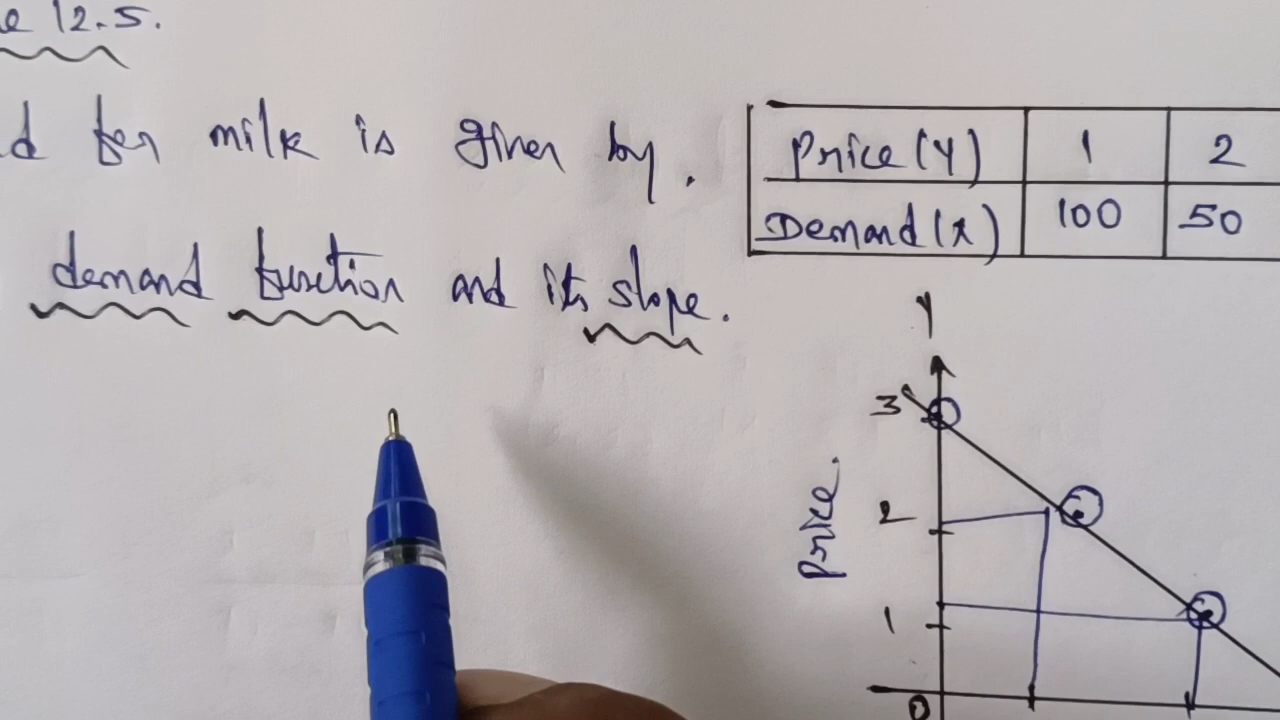 e 12.5.
d for milk is given by.
demand function and its slope.
Price (Y) 1 2
Demand (x) 100 50
Y
3
2
1
0
Price.